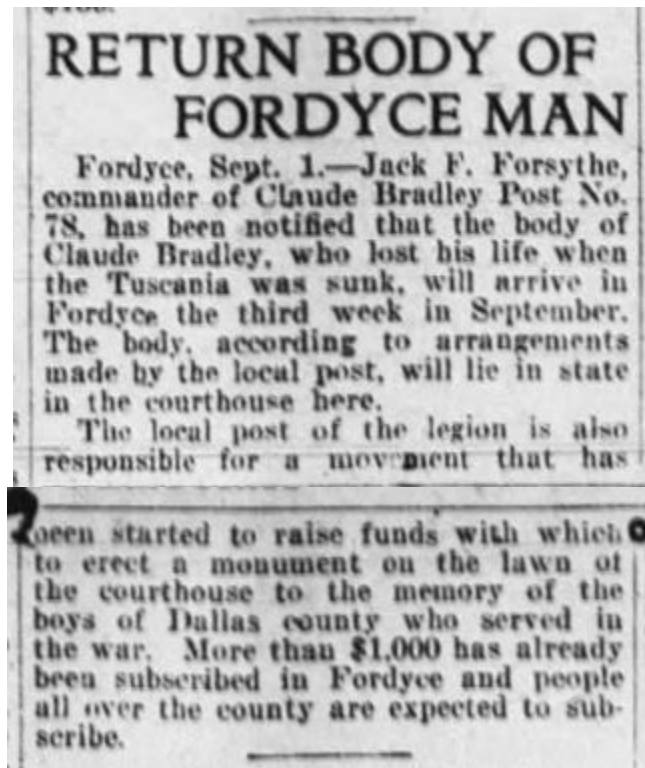 RETURN BODY OF
FORDYCE MAN
Fordyce, Sept. 1.—Jack F. Forsythe,
commander of Claude Bradley Post No.
78, has been notified that the body of
Claude Bradley, who lost his life when
the Tuscania was sunk, will arrive in
Fordyce the third week in September.
The body, according to arrangements
made by the local post, will lie in state
in the courthouse here.
The local post of the legion is also
responsible for a movement that has
been started to raise funds with which
to erect a monument on the lawn of
the courthouse to the memory of the
boys of Dallas county who served in
the war. More than $1,000 has already
been subscribed in Fordyce and people
all over the county are expected to sub-
scribe.